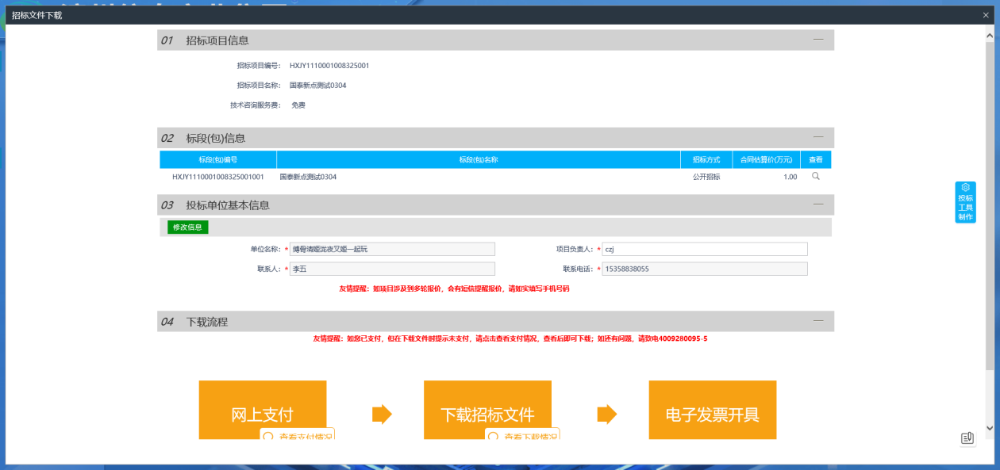 招标文件下载
01 招标项目信息
招标项目编号： HXJY1110001008325001
招标项目名称： 国泰新点测试0304
技术咨询服务费： 免费
02 标段(包)信息
标段(包)编号 标段(包)名称 招标方式 合同估算价(万元) 查看
HXJY1110001008325001001 国泰新点测试0304 公开招标 1.00
投标
工具
制作
03 投标单位基本信息
修改信息
单位名称： * 缚骨清姬泷夜叉姬一起玩 项目负责人： * czj
联系人： * 李五 联系电话： * 15358838055
友情提醒：如项目涉及到多轮报价，会有短信提醒报价，请如实填写手机号码
04 下载流程
友情提醒：如您已支付，但在下载文件时提示未支付，请点击查看支付情况，查看后即可下载；如还有问题，请致电4009280095-5
网上支付 下载招标文件 电子发票开具
查看支付情况 查看下载情况